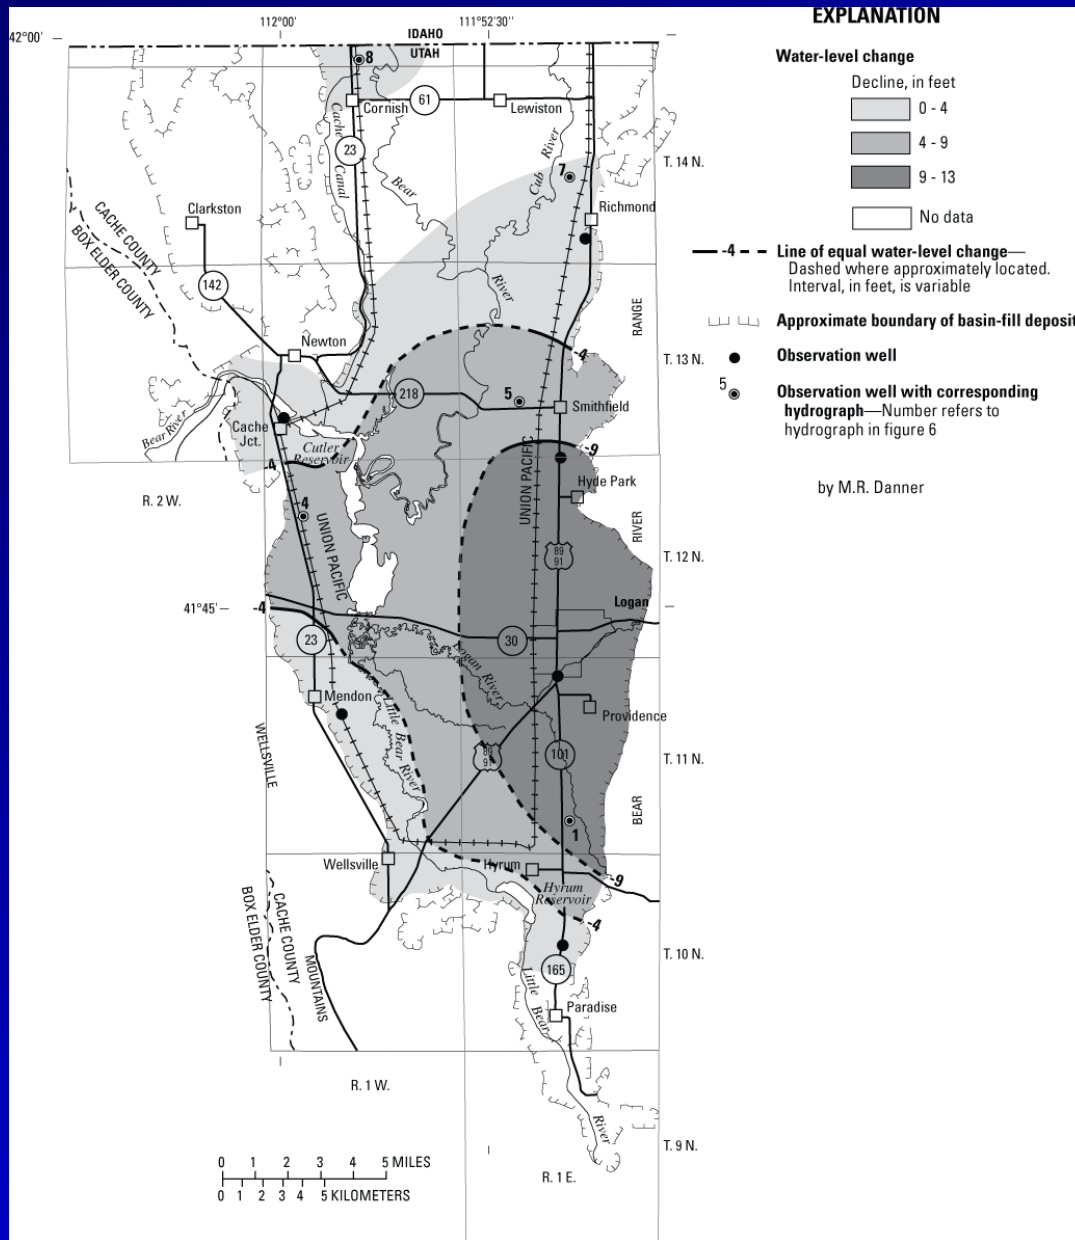 112°00'
111°52'30"
42°00'
IDAHO
UTAH
8
Cornish
61
Lewiston
Cache Canal
23
Bear
River
Cub River
T. 14 N.
7
Richmond
Clarkston
CACHE COUNTY
BOX ELDER COUNTY
142
RANGE
Newton
-4
T. 13 N.
218
5
Smithfield
Bear River
Cache
Jct.
Cutler
Reservoir
-4
-9
Hyde Park
R. 2 W.
4
UNION PACIFIC
UNION PACIFIC
RIVER
89
91
T. 12 N.
41°45'
-4
Logan
23
30
Logan River
Mendon
Little Bear River
Providence
WELLSVILLE
89
91
101
T. 11 N.
BEAR
1
Wellsville
Hyrum
-9
Hyrum
Reservoir
-4
BOX ELDER COUNTY
CACHE COUNTY
MOUNTAINS
T. 10 N.
165
Little Bear
Paradise
R. 1 W.
River
T. 9 N.
R. 1 E.
0 1 2 3 4 5 MILES
0 1 2 3 4 5 KILOMETERS
EXPLANATION
Water-level change
Decline, in feet
0 - 4
4 - 9
9 - 13
No data
-4 Line of equal water-level change—
Dashed where approximately located.
Interval, in feet, is variable
Approximate boundary of basin-fill deposit
Observation well
5 Observation well with corresponding
hydrograph—Number refers to
hydrograph in figure 6
by M.R. Danner